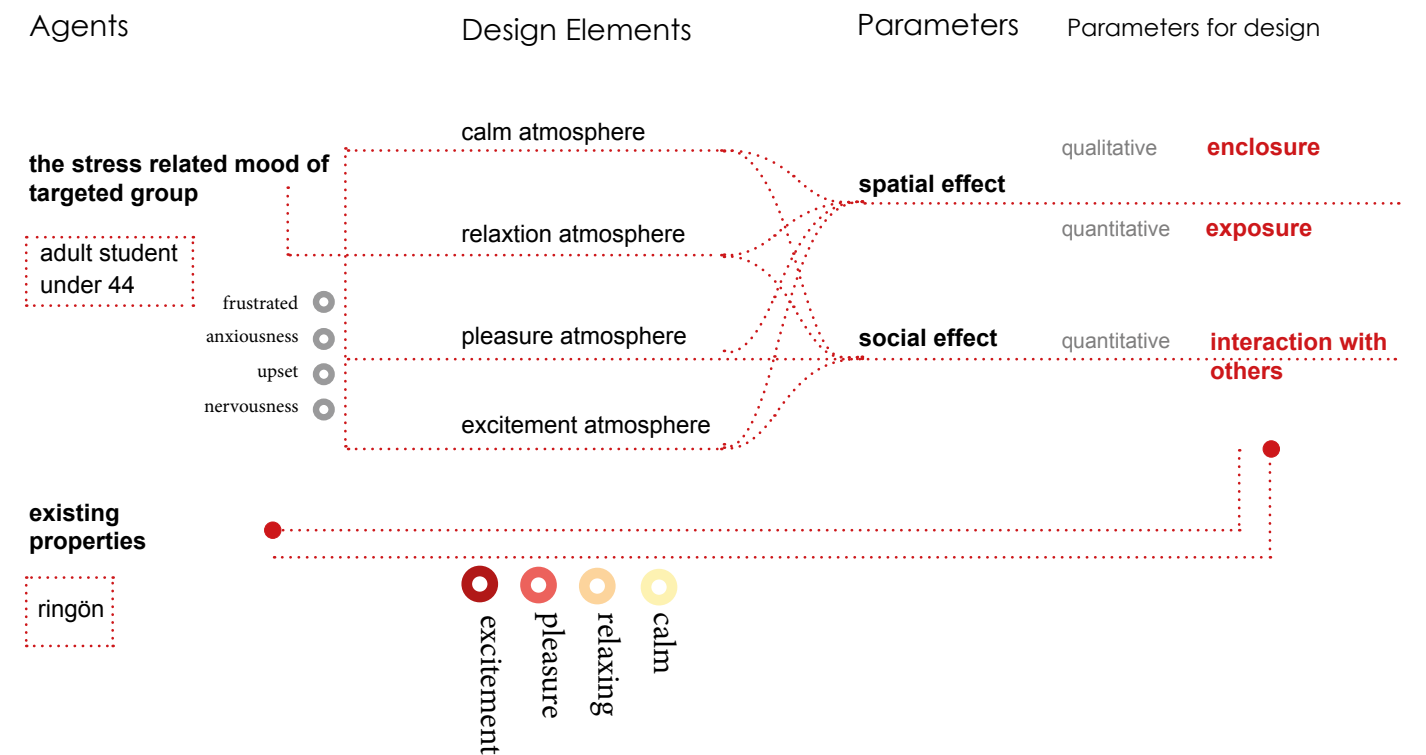 Agents
Design Elements
Parameters
Parameters for design
the stress related mood of
targeted group
adult student
under 44
frustrated
anxiousness
upset
nervousness
calm atmosphere
relaxtion atmosphere
pleasure atmosphere
excitement atmosphere
spatial effect
social effect
qualitative
enclosure
quantitative
exposure
quantitative
interaction with
others
existing
properties
ringön
excitement
pleasure
relaxing
calm